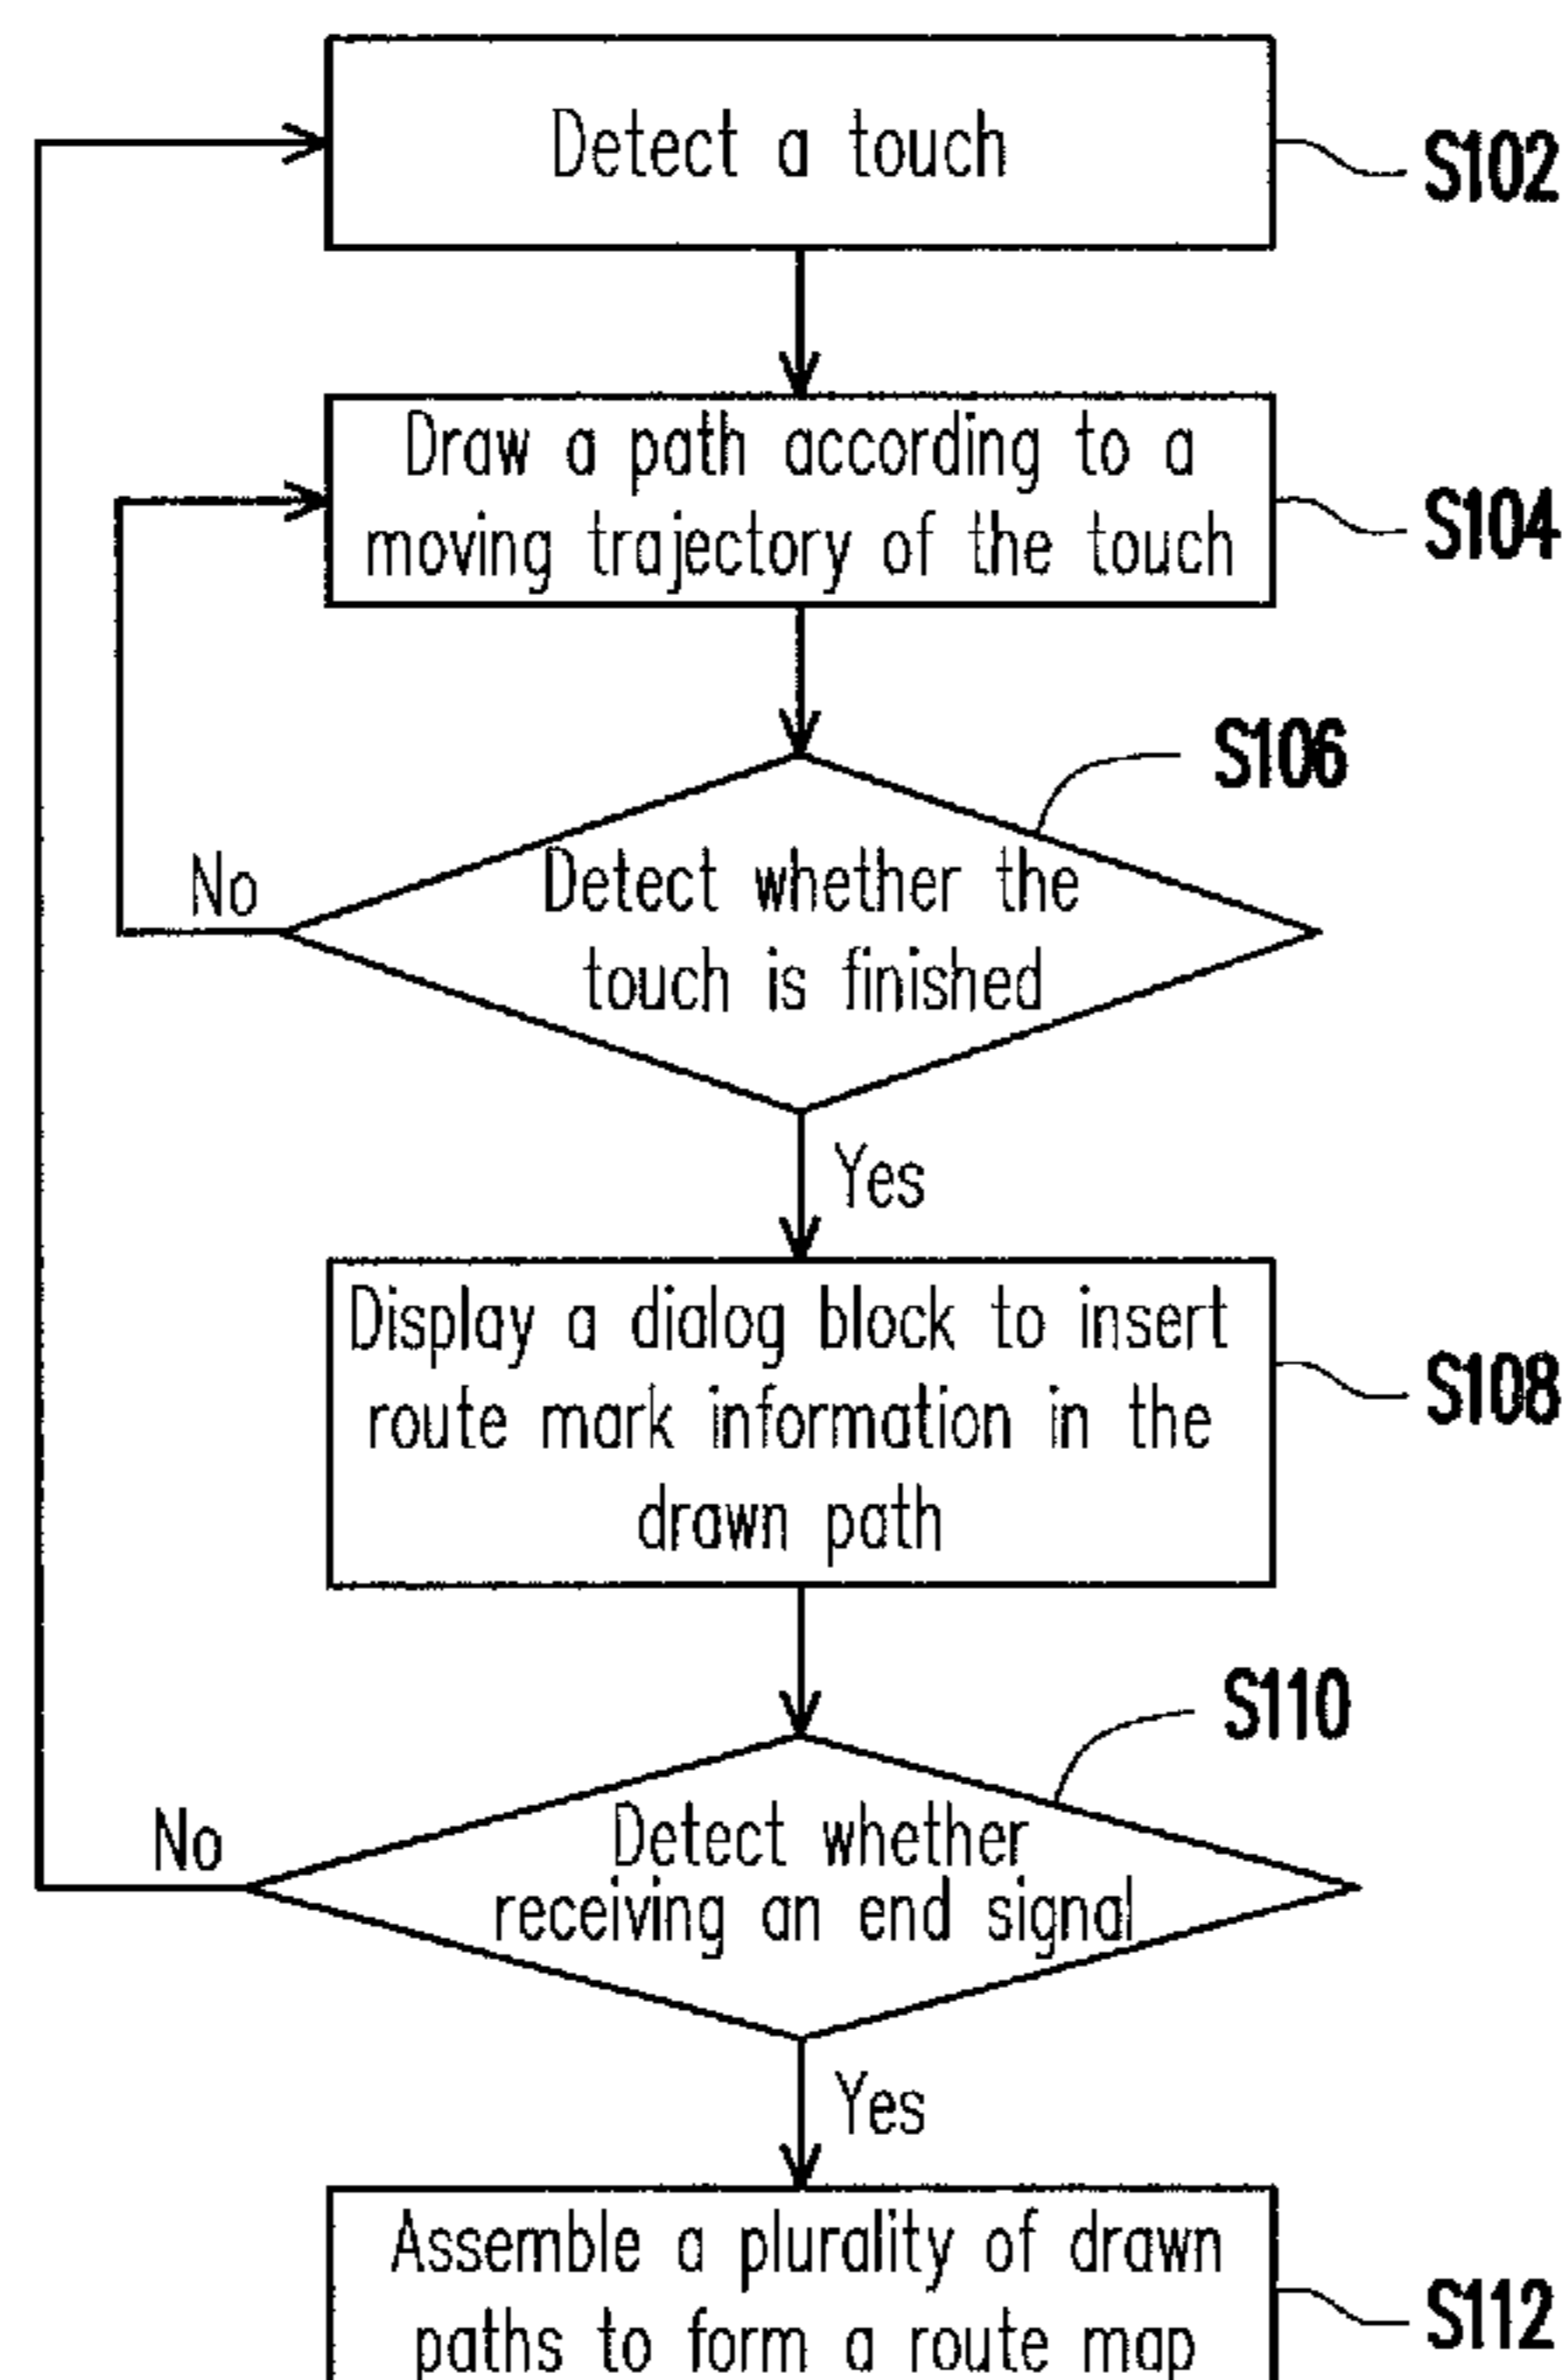 Detect a touch
S102
Draw a path according to a
moving trajectory of the touch
S104
S106
Detect whether the
touch is finished
No
Yes
Display a dialog block to insert
route mark information in the
drawn path
S108
S110
Detect whether
receiving an end signal
No
Yes
Assemble a plurality of drawn
paths to form a route map
S112